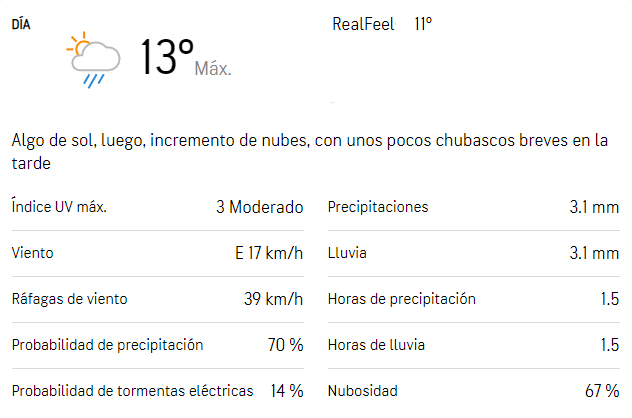 DÍA
13° Máx.
RealFeel 11°
Algo de sol, luego, incremento de nubes, con unos pocos chubascos breves en la
tarde
Índice UV máx. 3 Moderado
Precipitaciones 3.1 mm
Viento E 17 km/h
Lluvia 3.1 mm
Ráfagas de viento 39 km/h
Horas de precipitación 1.5
Probabilidad de precipitación 70 %
Horas de lluvia 1.5
Probabilidad de tormentas eléctricas 14 %
Nubosidad 67 %